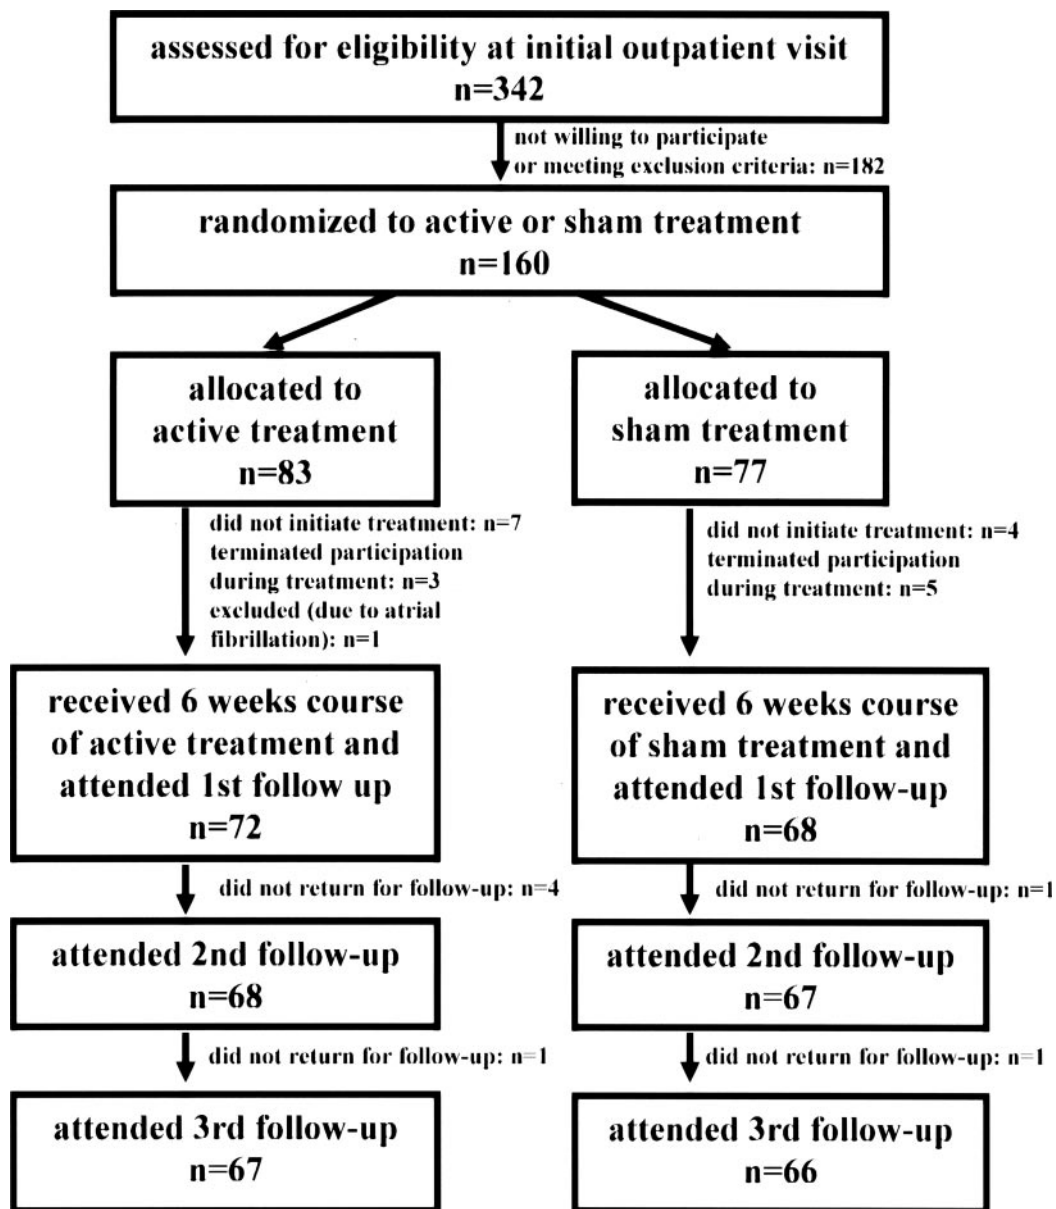 assessed for eligibility at initial outpatient visit
n=342
not willing to participate
or meeting exclusion criteria: n=182
randomized to active or sham treatment
n=160
allocated to
active treatment
n=83
allocated to
sham treatment
n=77
did not initiate treatment: n=7
terminated participation
during treatment: n=3
excluded (due to atrial
fibrillation): n=1
did not initiate treatment: n=4
terminated participation
during treatment: n=5
received 6 weeks course
of active treatment and
attended 1st follow up
n=72
received 6 weeks course
of sham treatment and
attended 1st follow-up
n=68
did not return for follow-up: n=4
did not return for follow-up: n=1
attended 2nd follow-up
n=68
attended 2nd follow-up
n=67
did not return for follow-up: n=1
did not return for follow-up: n=1
attended 3rd follow-up
n=67
attended 3rd follow-up
n=66